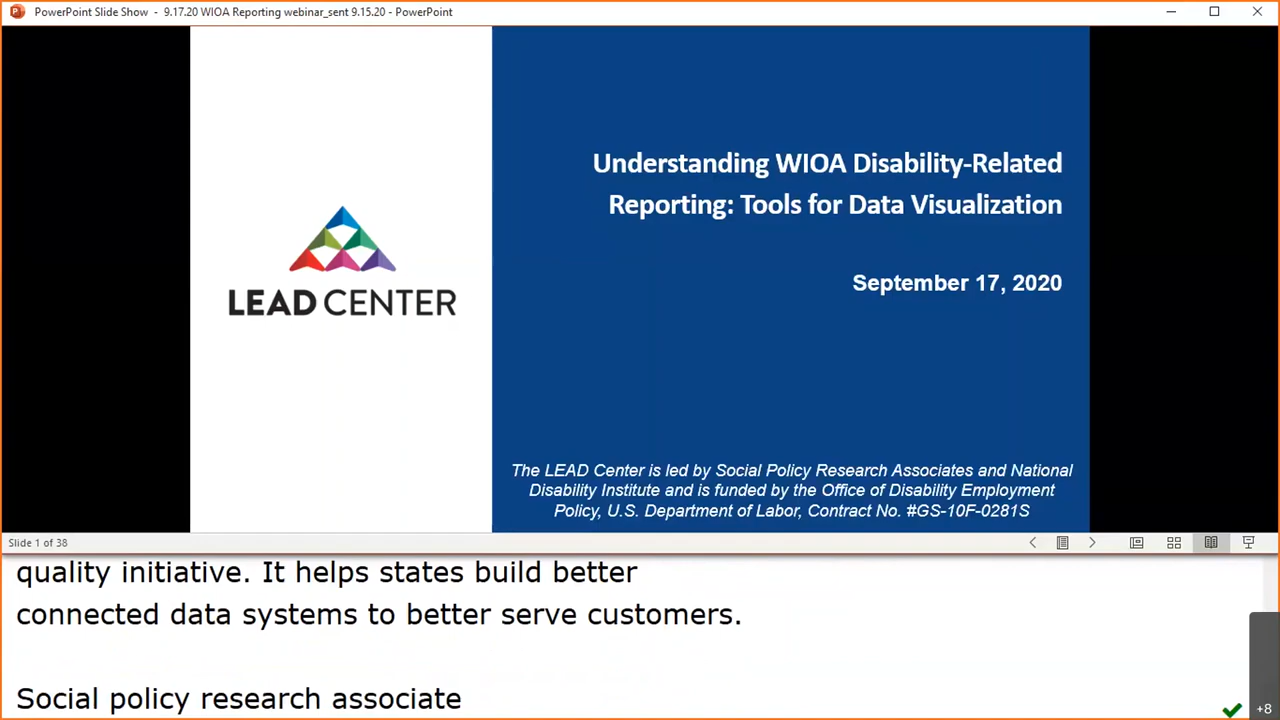 PowerPoint Slide Show - 9.17.20 WIOA Reporting webinar_sent 9.15.20 - PowerPoint
LEAD CENTER
Understanding WIOA Disability-Related
Reporting: Tools for Data Visualization
September 17, 2020
The LEAD Center is led by Social Policy Research Associates and National
Disability Institute and is funded by the Office of Disability Employment
Policy, U.S. Department of Labor, Contract No. #GS-10F-0281S
Slide 1 of 38
quality initiative. It helps states build better
connected data systems to better serve customers.
Social policy research associate
+8